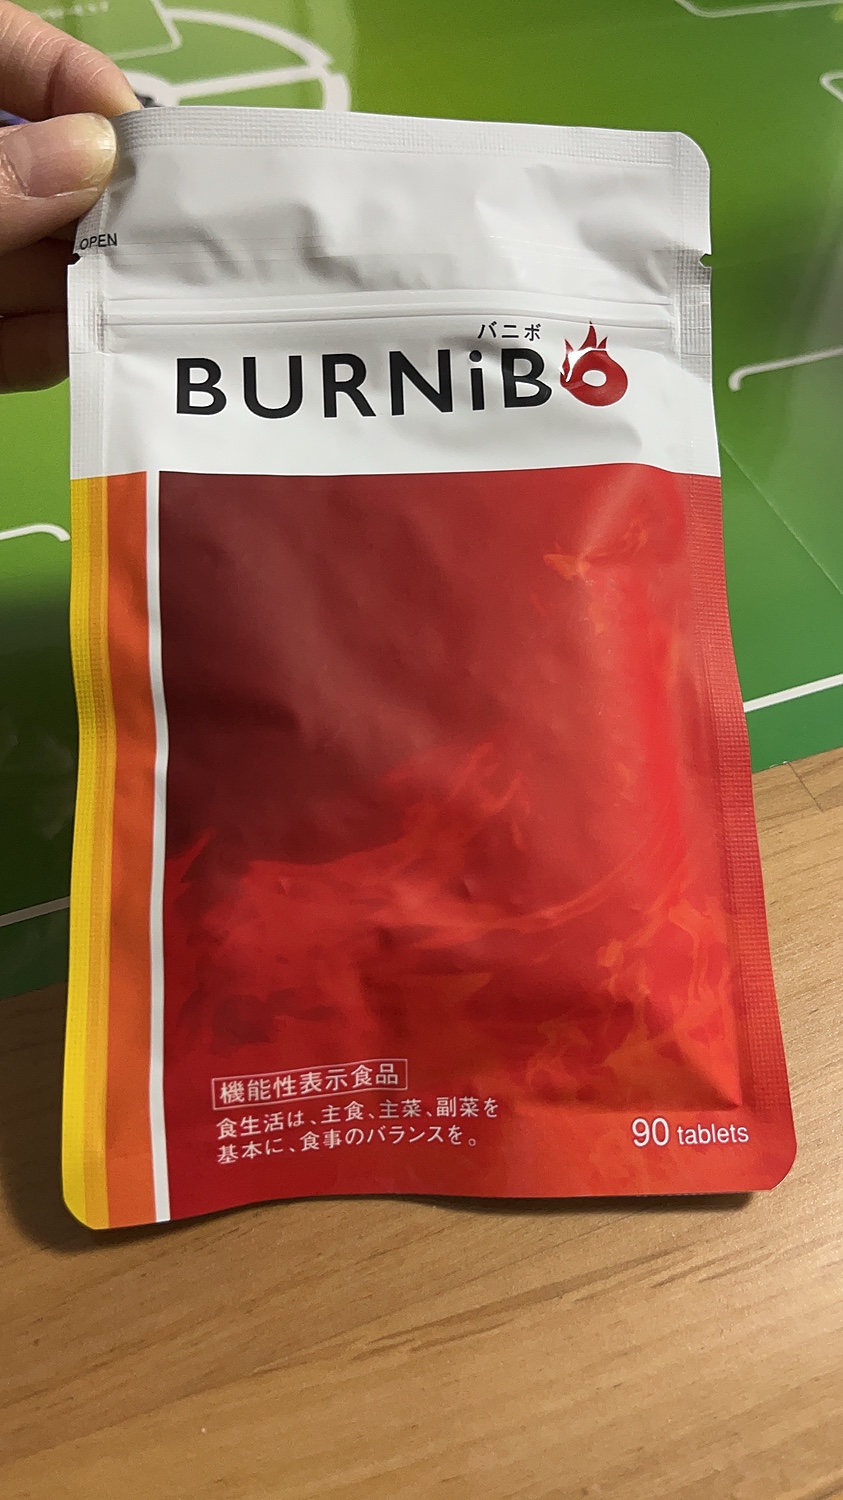 OPEN
バニボ
BURNiBO
機能性表示食品
食生活は、主食、主菜、副菜を
基本に、食事のバランスを。
90 tablets